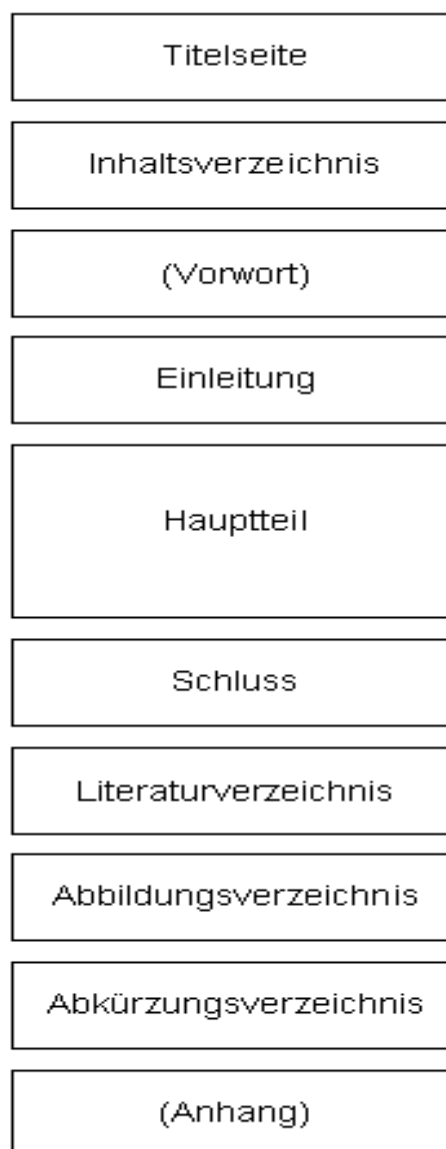 Titelseite
Inhaltsverzeichnis
(Vorwort)
Einleitung
Hauptteil
Schluss
Literaturverzeichnis
Abbildungsverzeichnis
Abkürzungsverzeichnis
(Anhang)